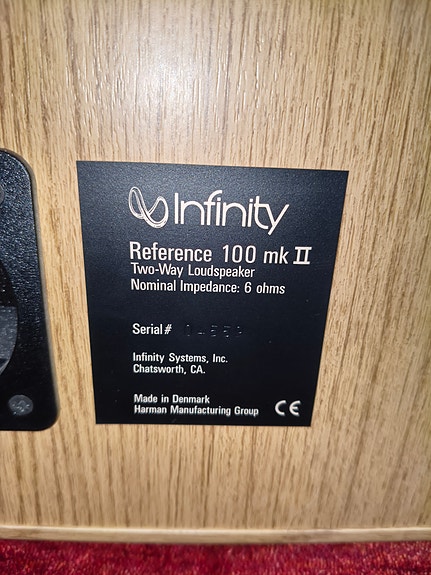 Infinity
Reference 100 mk II
Two-Way Loudspeaker
Nominal Impedance: 6 ohms
Serial#
Infinity Systems, Inc.
Chatsworth, CA.
Made in Denmark
Harman Manufacturing Group CE